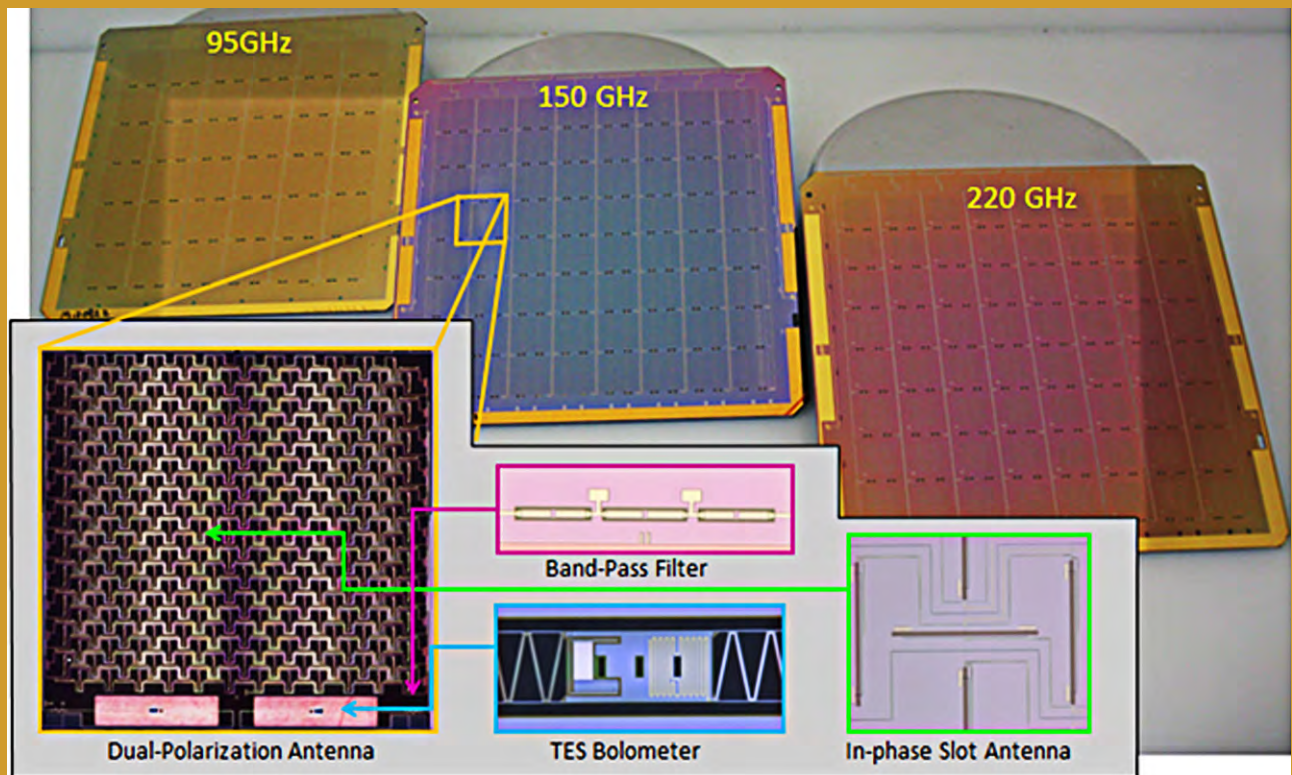 95GHz
150 GHz
220 GHz
Band-Pass Filter
Dual-Polarization Antenna
TES Bolometer
In-phase Slot Antenna